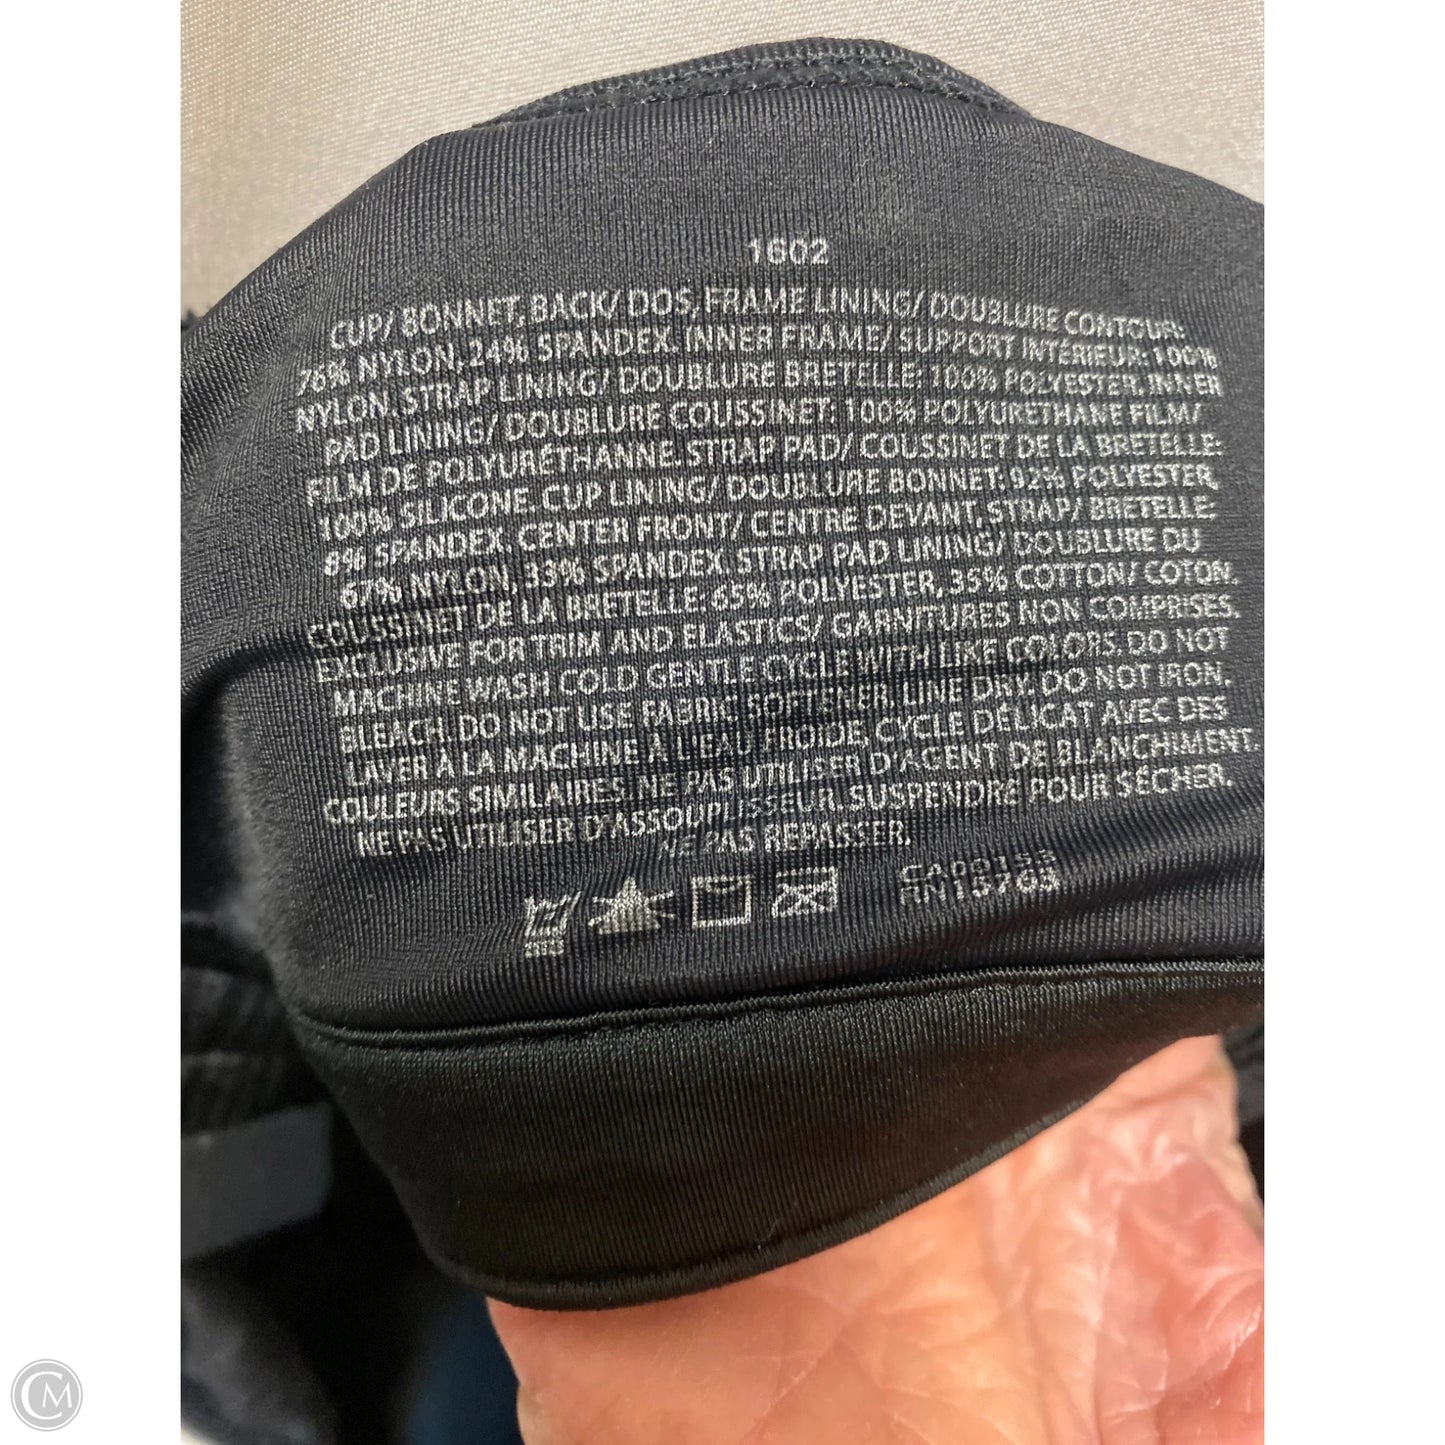 1602
CUP/ BONNET, BACK/ DOS, FRAME LINING/ DOUBLURE CONTOUR:
76% NYLON, 24% SPANDEX. INNER FRAME/ SUPPORT INTÉRIEUR: 100%
NYLON. STRAP LINING/ DOUBLURE BRETELLE: 100% POLYESTER. INNER
PAD LINING/ DOUBLURE COUSSINET: 100% POLYURETHANE FILM/
FILM DE POLYURÉTHANNE. STRAP PAD/ COUSSINET DE LA BRETELLE:
100% SILICONE. CUP LINING/ DOUBLURE BONNET: 92% POLYESTER,
8% SPANDEX. CENTER FRONT/ CENTRE DEVANT, STRAP/ BRETELLE:
67% NYLON, 33% SPANDEX. STRAP PAD LINING/ DOUBLURE DU
COUSSINET DE LA BRETELLE: 65% POLYESTER, 35% COTTON/ COTON.
EXCLUSIVE FOR TRIM AND ELASTICS/ GARNITURES NON COMPRISES.
MACHINE WASH COLD GENTLE CYCLE WITH LIKE COLORS. DO NOT
BLEACH. DO NOT USE FABRIC SOFTENER. LINE DRY. DO NOT IRON.
LAVER À LA MACHINE À L'EAU FROIDE, CYCLE DÉLICAT AVEC DES
COULEURS SIMILAIRES. NE PAS UTILISER D'AGENT DE BLANCHIMENT.
NE PAS UTILISER D'ASSOUPLISSEUR. SUSPENDRE POUR SÉCHER.
NE PAS REPASSER.
CA00153
RN15763
CM